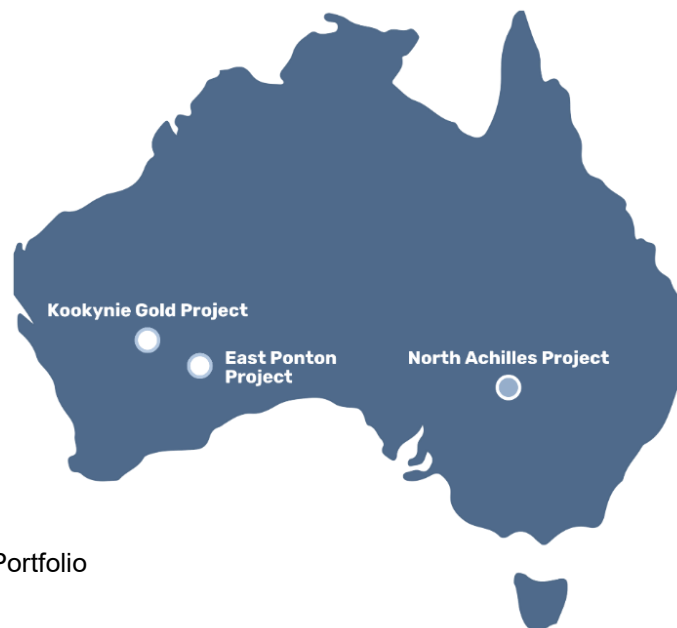 Kookynie Gold Project
East Ponton
Project
North Achilles Project
Portfolio